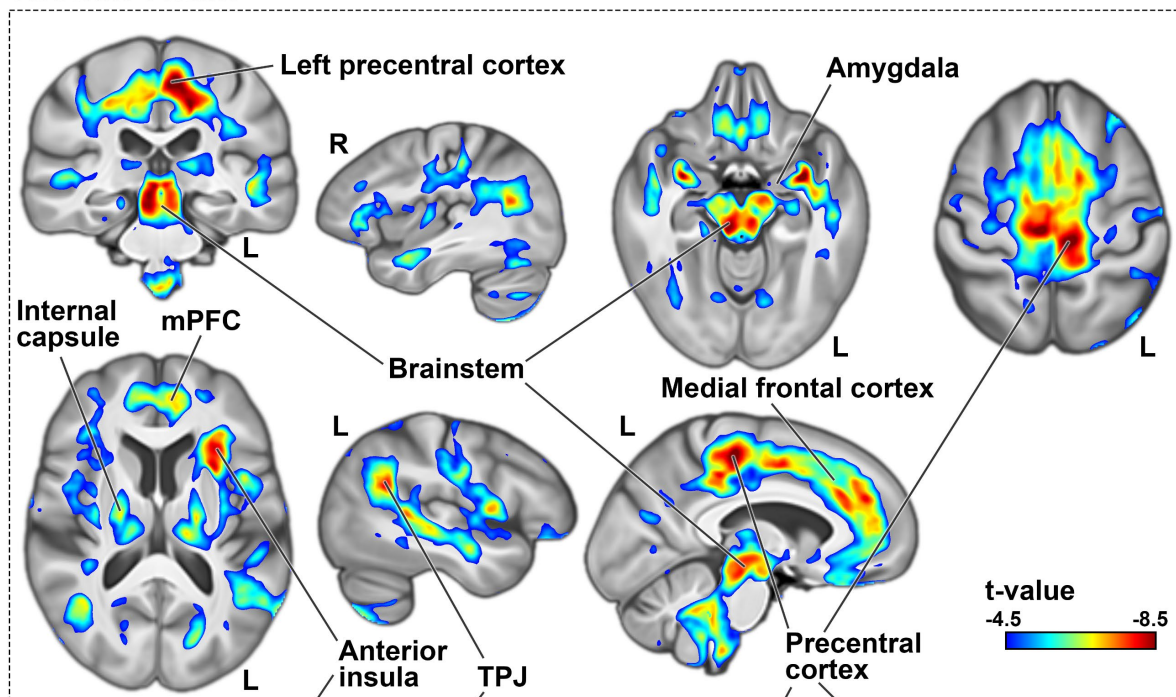 Left precentral cortex
Amygdala
R
L
Internal
capsule
mPFC
Brainstem
L
L
Medial frontal cortex
L
L
t-value
-4.5
-8.5
L
Anterior
insula
TPJ
Precentral
cortex